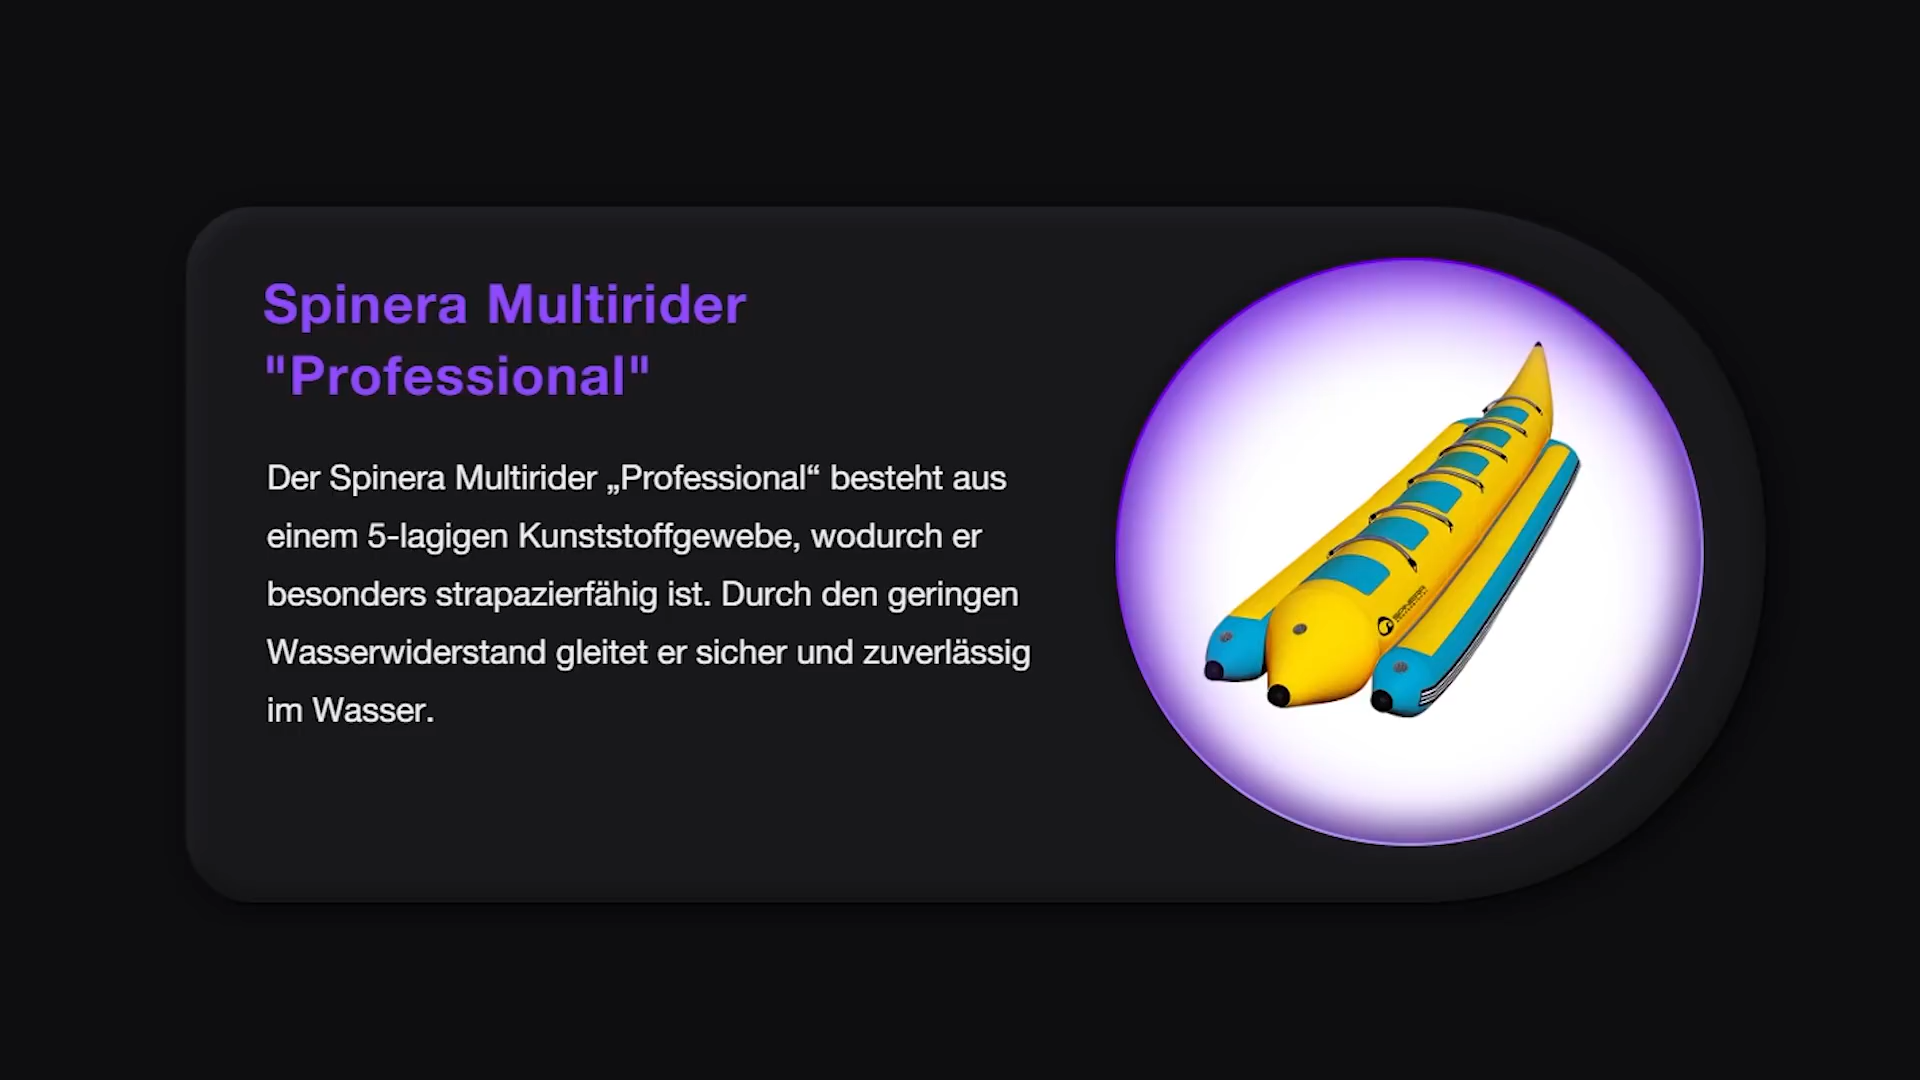 Spinera Multirider
"Professional"
Der Spinera Multirider „Professional“ besteht aus
einem 5-lagigen Kunststoffgewebe, wodurch er
besonders strapazierfähig ist. Durch den geringen
Wasserwiderstand gleitet er sicher und zuverlässig
im Wasser.
SPINERA